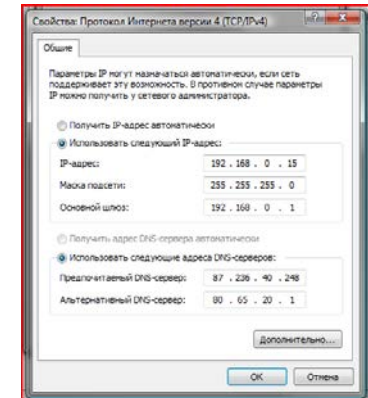 Свойства: Протокол Интернета версии 4 (TCP/IPv4)
Общие
Параметры IP могут назначаться автоматически, если сеть
поддерживает эту возможность. В противном случае параметры
IP можно получить у сетевого администратора.
Получить IP-адрес автоматически
Использовать следующий IP-адрес:
IP-адрес: 192 . 168 . 0 . 15
Маска подсети: 255 . 255 . 255 . 0
Основной шлюз: 192 . 168 . 0 . 1
Получить адрес DNS-сервера автоматически
Использовать следующие адреса DNS-серверов:
Предпочитаемый DNS-сервер: 87 . 236 . 40 . 248
Альтернативный DNS-сервер: 80 . 65 . 20 . 1
Дополнительно...
ОК Отмена